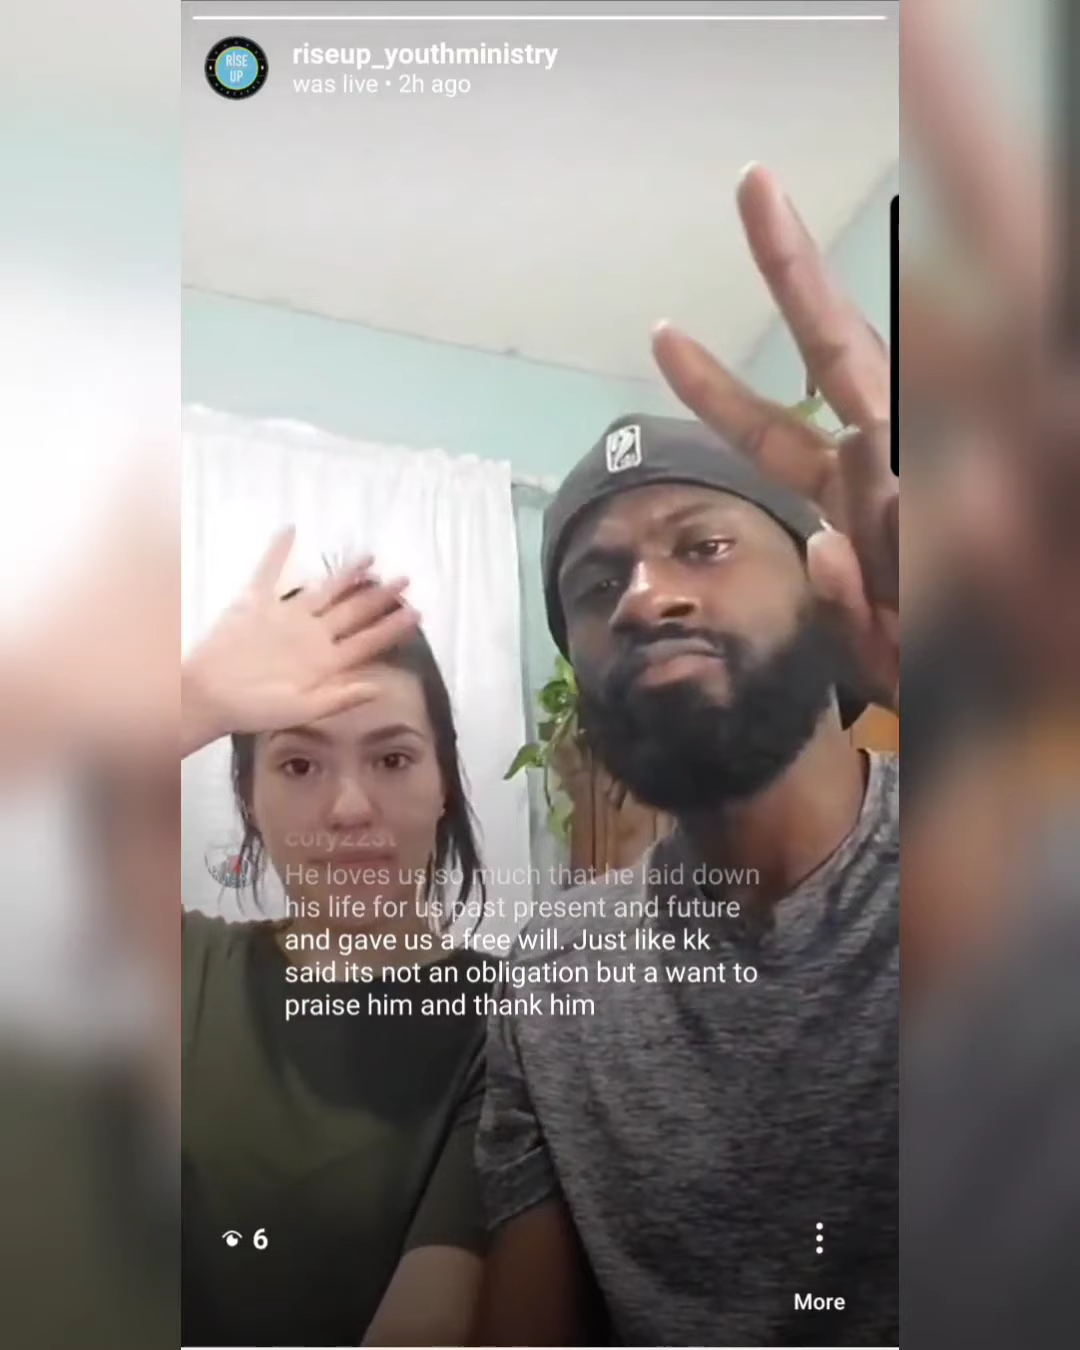 RISE
UP
riseup_youthministry
was live • 2h ago
He loves us so much that he laid down
his life for us past present and future
and gave us a free will. Just like kk
said its not an obligation but a want to
praise him and thank him
6
More